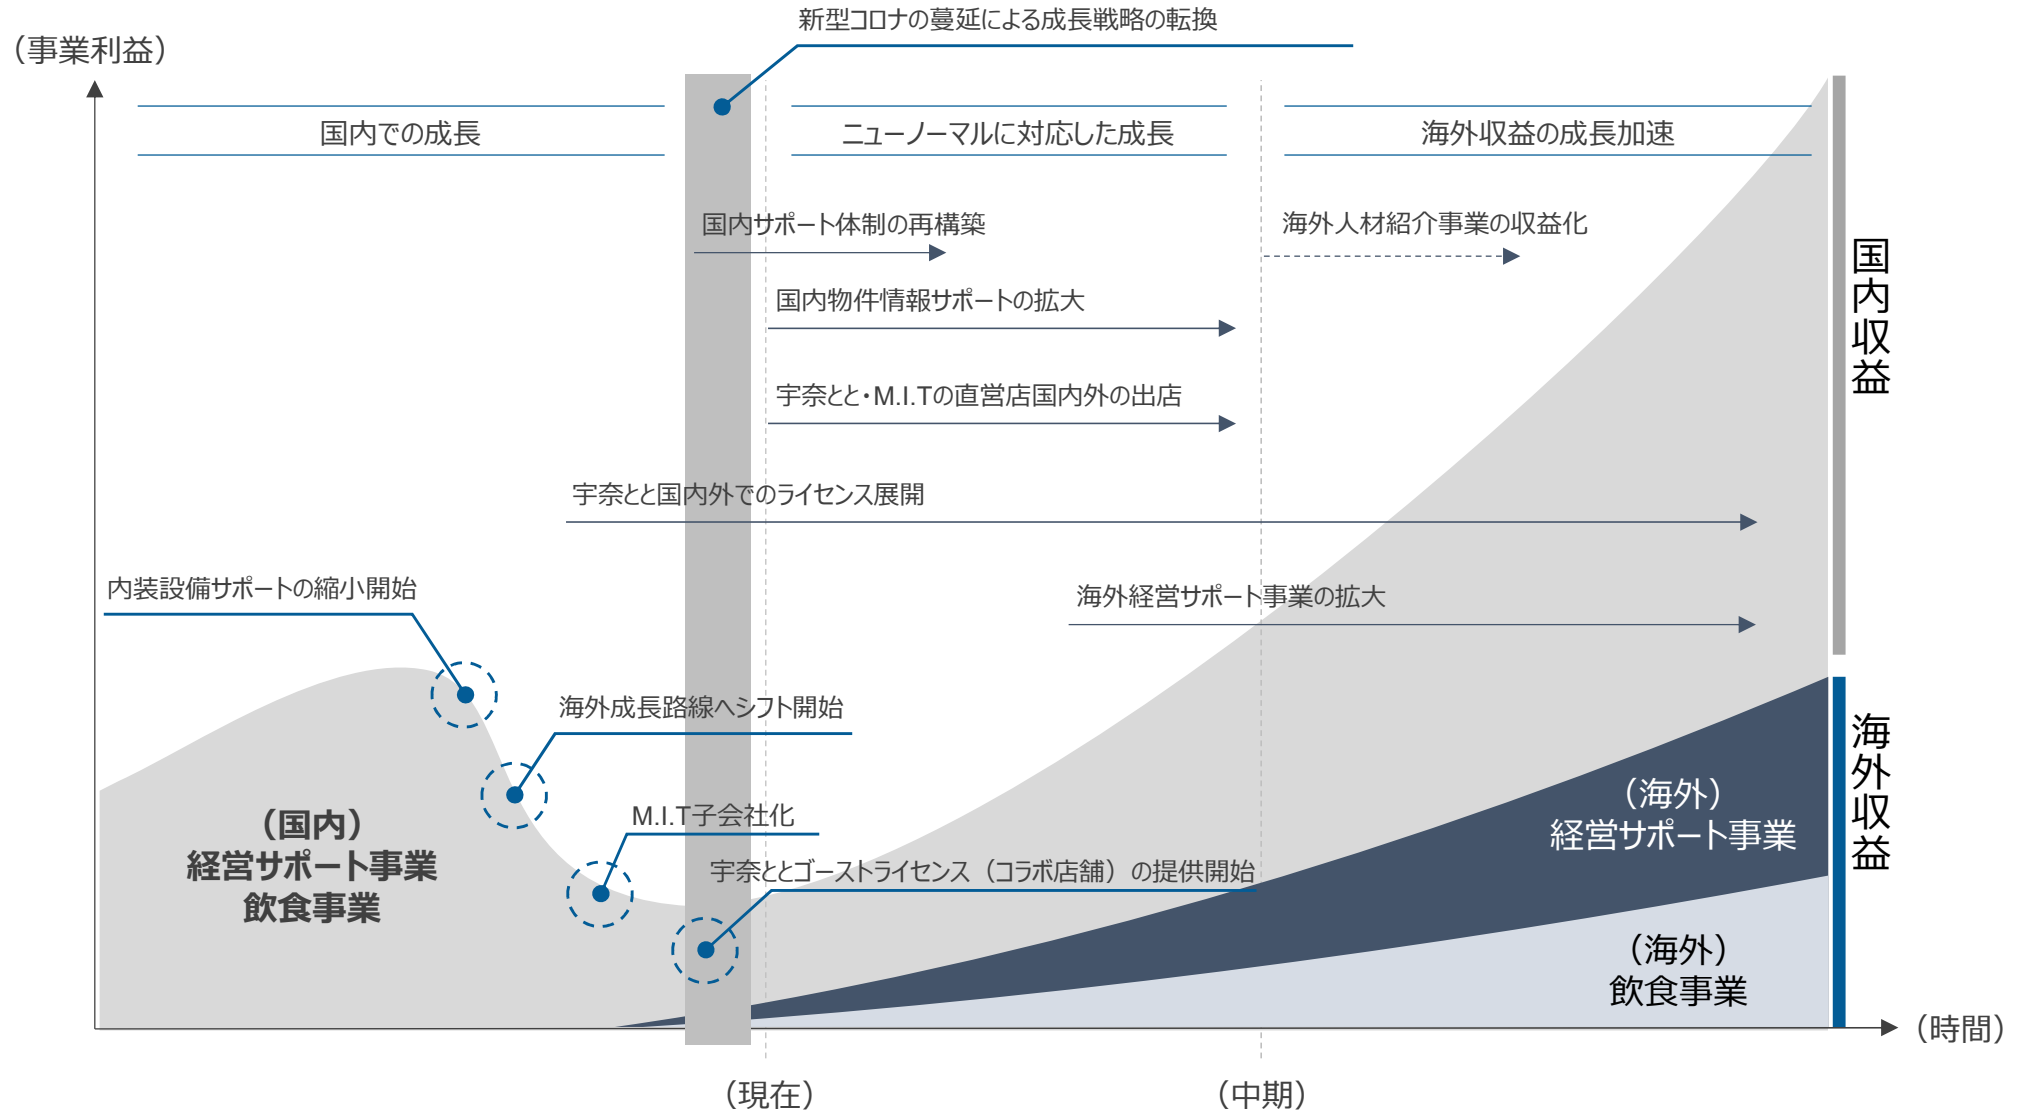 新型コロナの蔓延による成長戦略の転換
（事業利益）
国内での成長
ニューノーマルに対応した成長
海外収益の成長加速
国内サポート体制の再構築
海外人材紹介事業の収益化
国内物件情報サポートの拡大
宇奈とと・M.I.Tの直営店国内外の出店
宇奈とと国内外でのライセンス展開
内装設備サポートの縮小開始
海外経営サポート事業の拡大
海外成長路線へシフト開始
M.I.T子会社化
宇奈ととゴーストライセンス（コラボ店舗）の提供開始
（国内）
経営サポート事業
飲食事業
（海外）
経営サポート事業
（海外）
飲食事業
国内収益
海外収益
（時間）
（現在）
（中期）